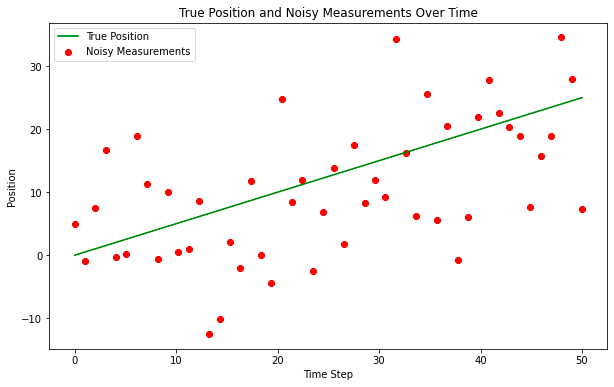 True Position and Noisy Measurements Over Time
True Position
Noisy Measurements
30
20
10
0
−10
Position
0 10 20 30 40 50
Time Step